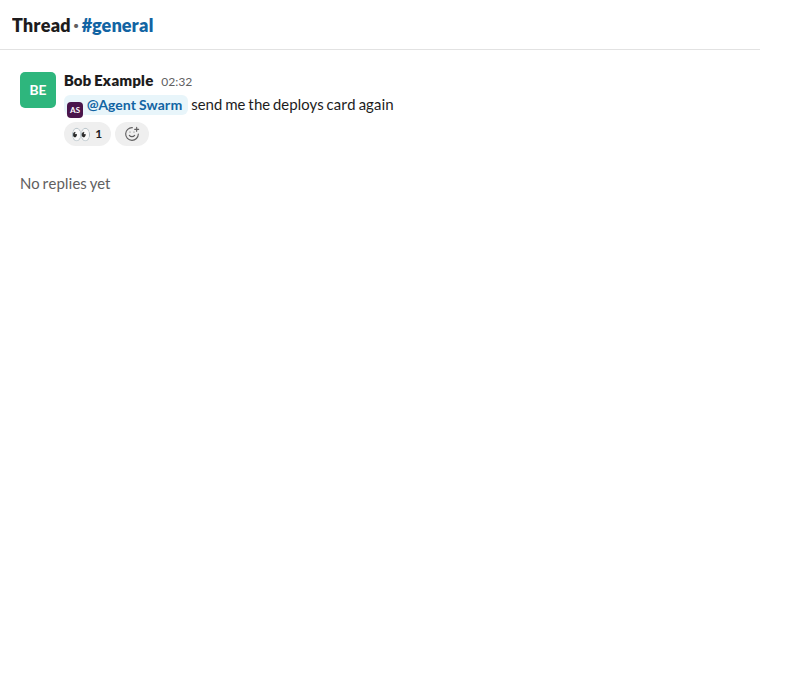 Thread • #general
BE
Bob Example 02:32
AS @Agent Swarm send me the deploys card again
👀 1
No replies yet